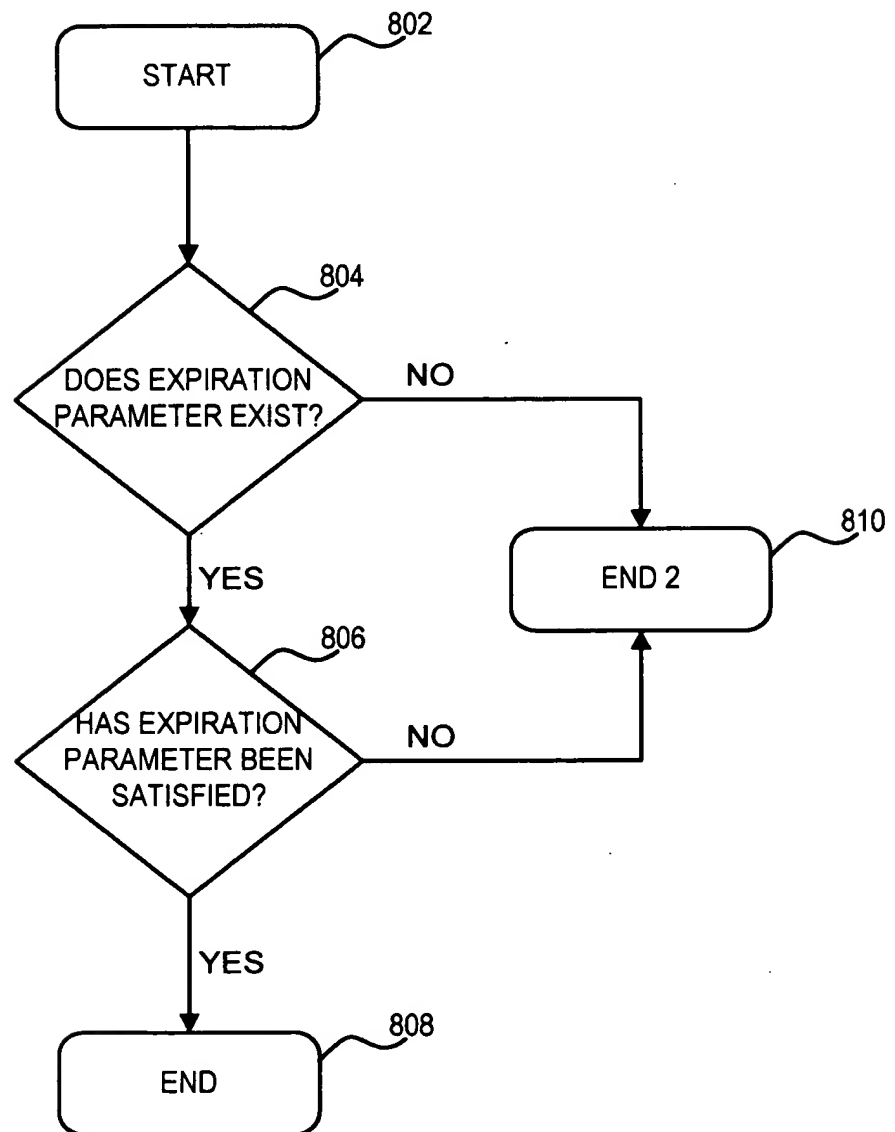 802
START
804
DOES EXPIRATION
PARAMETER EXIST?
NO
YES
810
END 2
806
HAS EXPIRATION
PARAMETER BEEN
SATISFIED?
NO
YES
808
END